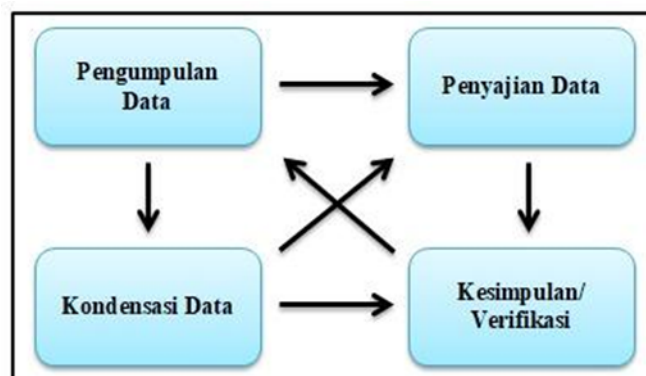 Pengumpulan
Data
Penyajian Data
Kondensasi Data
Kesimpulan/
Verifikasi